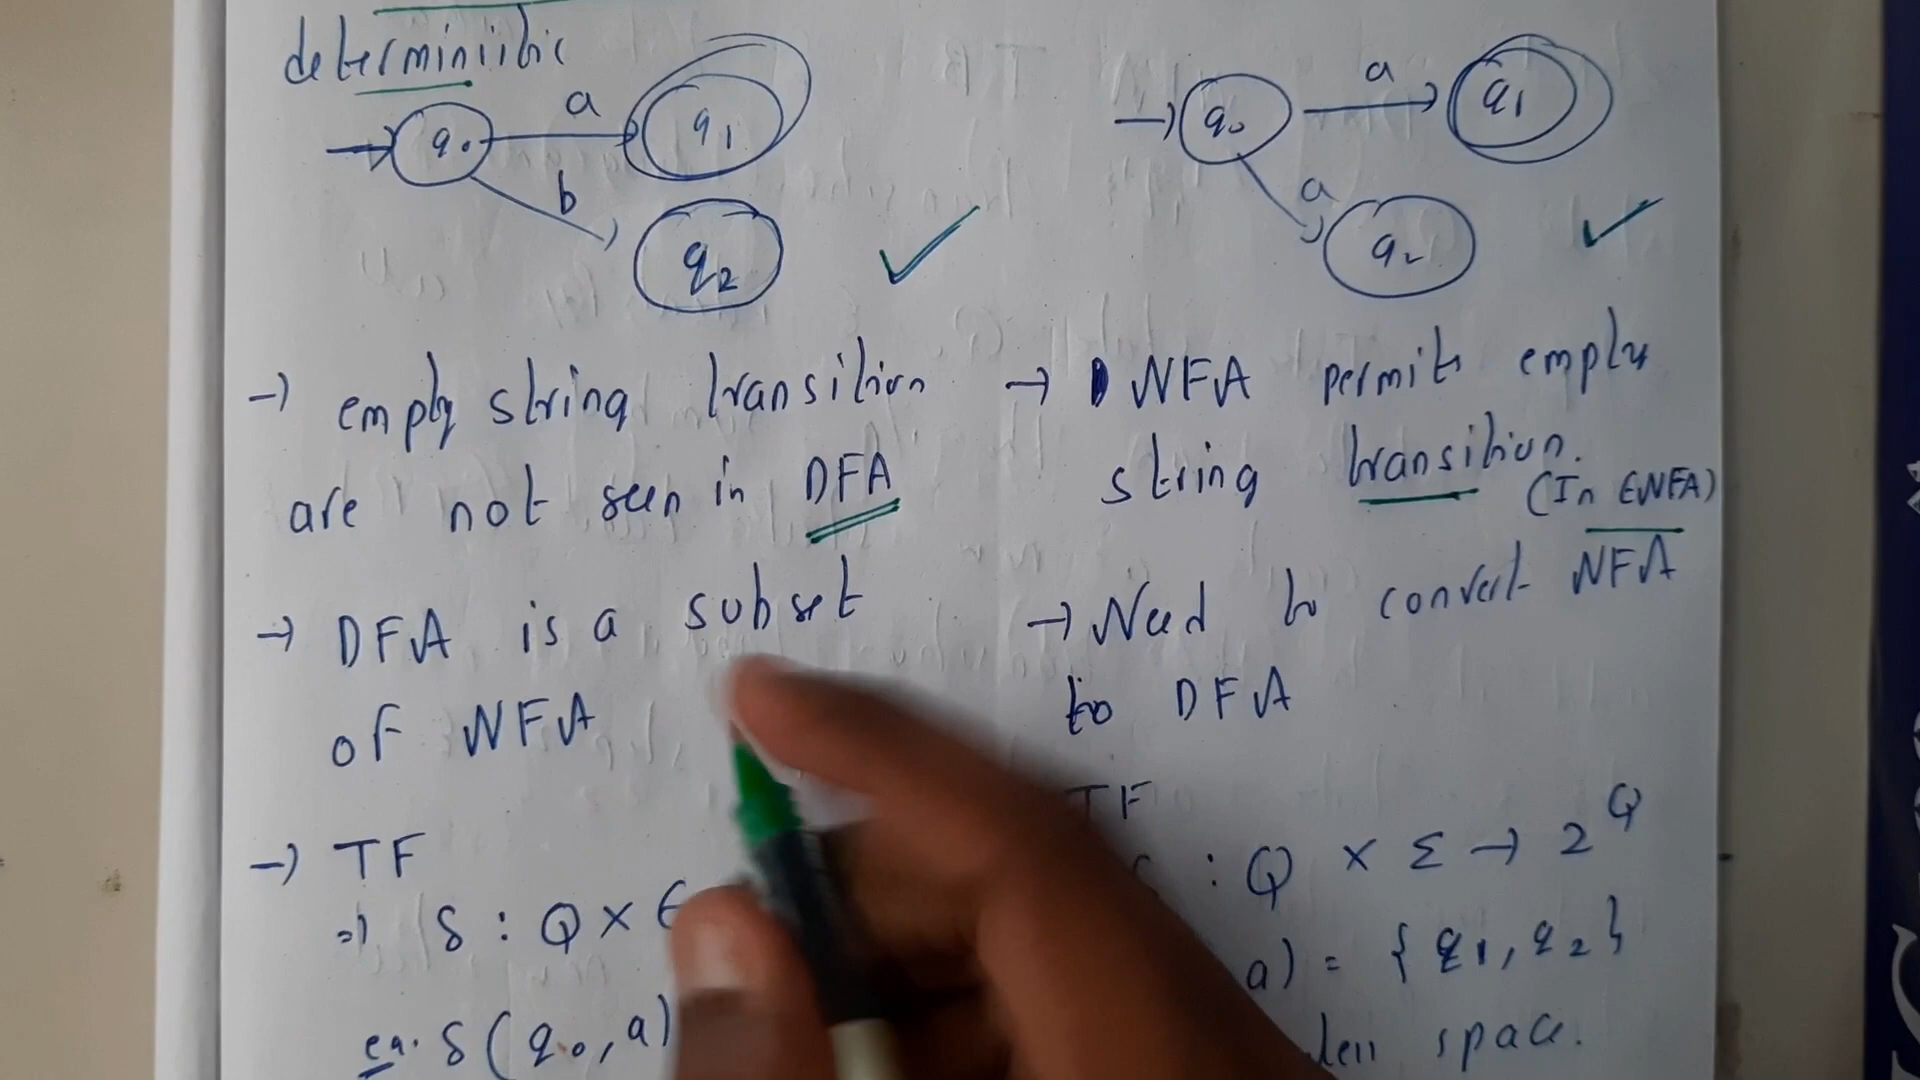 deterministic
a
q0
q1
b
q2
a
q0
q1
a
q2
→ empty string transition
are not seen in DFA
→ DFA is a subset
of NFA
→ TF
⇒ δ : Q ×
eg. δ(q0, a)
→ NFA permits empty
string transition.
(In ENFA)
→ Need to convert NFA
to DFA
TF
: Q × Σ → 2^Q
a) = {q1, q2}
space.